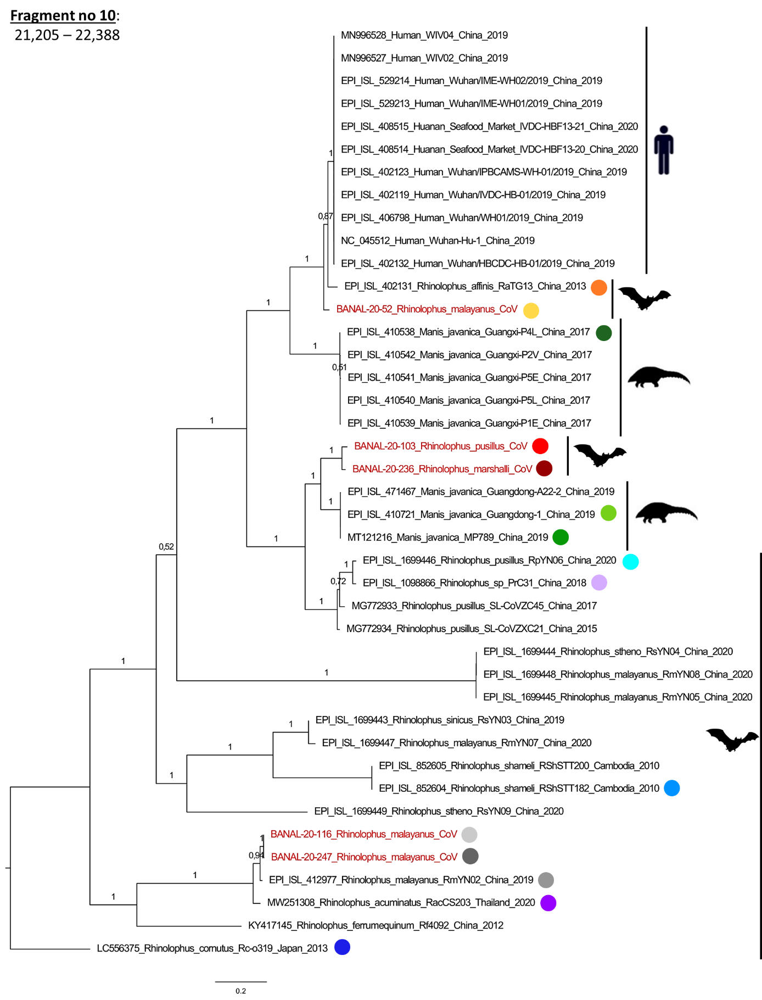 Fragment no 10:
21,205 – 22,388
MN996528_Human_WIV04_China_2019
MN996527_Human_WIV02_China_2019
EPI_ISL_529214_Human_Wuhan/IME-WH02/2019_China_2019
EPI_ISL_529213_Human_Wuhan/IME-WH01/2019_China_2019
EPI_ISL_408515_Huanan_Seafood_Market_IVDC-HBF13-21_China_2020
EPI_ISL_408514_Huanan_Seafood_Market_IVDC-HBF13-20_China_2020
1
EPI_ISL_402123_Human_Wuhan/IPBCAMS-WH-01/2019_China_2019
EPI_ISL_402119_Human_Wuhan/IVDC-HB-01/2019_China_2019
0,87
EPI_ISL_406798_Human_Wuhan/WH01/2019_China_2019
NC_045512_Human_Wuhan-Hu-1_China_2019
1
EPI_ISL_402132_Human_Wuhan/HBCDC-HB-01/2019_China_2019
EPI_ISL_402131_Rhinolophus_affinis_RaTG13_China_2013
1
BANAL-20-52_Rhinolophus_malayanus_CoV
EPI_ISL_410538_Manis_javanica_Guangxi-P4L_China_2017
1
EPI_ISL_410542_Manis_javanica_Guangxi-P2V_China_2017
0,51
EPI_ISL_410541_Manis_javanica_Guangxi-P5E_China_2017
EPI_ISL_410540_Manis_javanica_Guangxi-P5L_China_2017
1
EPI_ISL_410539_Manis_javanica_Guangxi-P1E_China_2017
BANAL-20-103_Rhinolophus_pusillus_CoV
1
BANAL-20-236_Rhinolophus_marshalli_CoV
1
EPI_ISL_471467_Manis_javanica_Guangdong-A22-2_China_2019
1
EPI_ISL_410721_Manis_javanica_Guangdong-1_China_2019
1
MT121216_Manis_javanica_MP789_China_2019
0,52
EPI_ISL_1699446_Rhinolophus_pusillus_RpYN06_China_2020
1
0,72
EPI_ISL_1098866_Rhinolophus_sp_PrC31_China_2018
1
MG772933_Rhinolophus_pusillus_SL-CoVZC45_China_2017
MG772934_Rhinolophus_pusillus_SL-CoVZXC21_China_2015
EPI_ISL_1699444_Rhinolophus_stheno_RsYN04_China_2020
1
1
EPI_ISL_1699448_Rhinolophus_malayanus_RmYN08_China_2020
EPI_ISL_1699445_Rhinolophus_malayanus_RmYN05_China_2020
EPI_ISL_1699443_Rhinolophus_sinicus_RsYN03_China_2019
1
EPI_ISL_1699447_Rhinolophus_malayanus_RmYN07_China_2020
1
EPI_ISL_852605_Rhinolophus_shameli_RShSTT200_Cambodia_2010
1
EPI_ISL_852604_Rhinolophus_shameli_RShSTT182_Cambodia_2010
EPI_ISL_1699449_Rhinolophus_stheno_RsYN09_China_2020
BANAL-20-116_Rhinolophus_malayanus_CoV
1
0,94
BANAL-20-247_Rhinolophus_malayanus_CoV
1
EPI_ISL_412977_Rhinolophus_malayanus_RmYN02_China_2019
1
MW251308_Rhinolophus_acuminatus_RacCS203_Thailand_2020
KY417145_Rhinolophus_ferrumequinum_Rf4092_China_2012
LC556375_Rhinolophus_cornutus_Rc-o319_Japan_2013
0.2